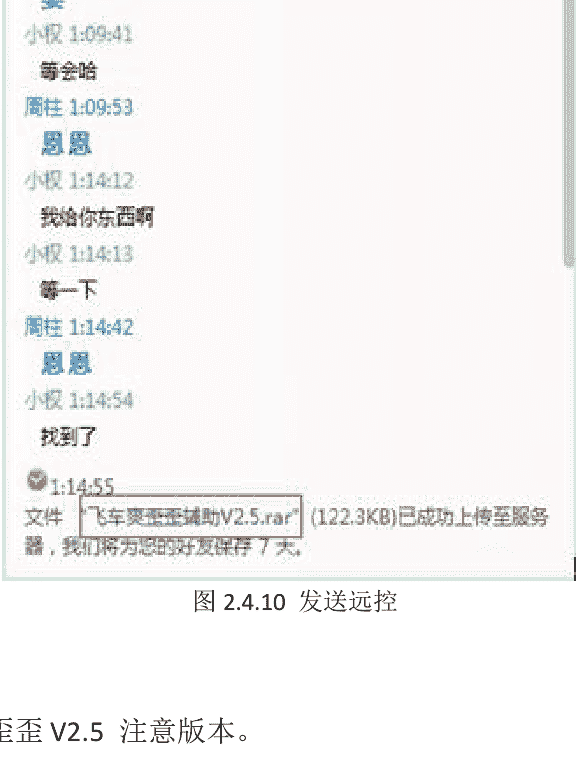 小权 1:09:41
等会哈
周柱 1:09:53
恩恩
小权 1:14:12
我给你东西啊
小权 1:14:13
等一下
周柱 1:14:42
恩恩
小权 1:14:54
找到了
1:14:55
文件 "飞车爽歪歪辅助V2.5.rar" (122.3KB)已成功上传至服务
器，我们将为您的好友保存 7 天。
图 2.4.10 发送远控
歪歪 V2.5 注意版本。